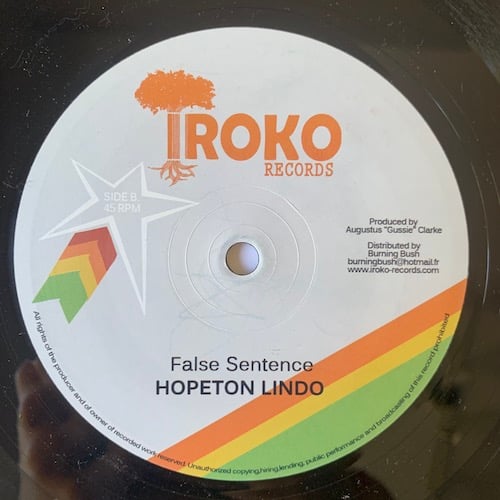 IROKO
RECORDS
SIDE B.
45 RPM
Produced by
Augustus "Gussie" Clarke
Distributed by
Burning Bush
burningbush@hotmail.fr
www.iroko-records.com
False Sentence
HOPETON LINDO
All rights of the producer and of owner of recorded work reserved. Unauthorized copying,hiring,lending, public performance and broadcasting of this record prohibited